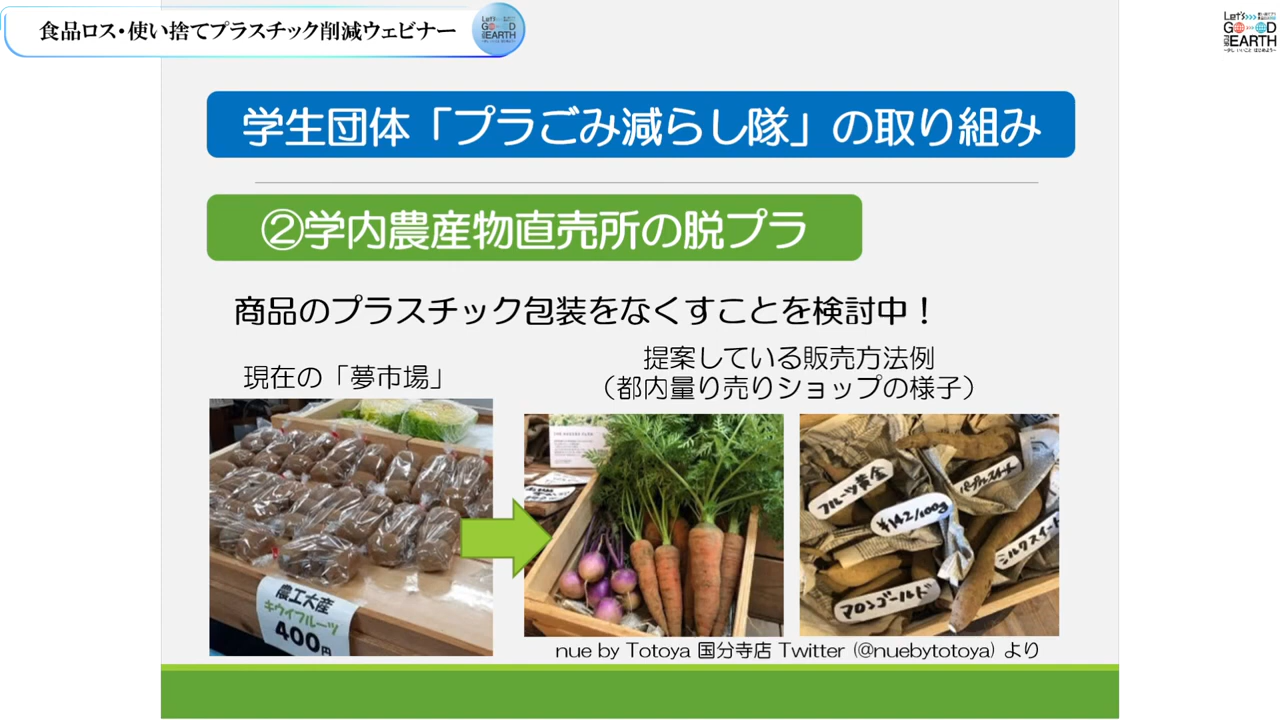 食品ロス・使い捨てプラスチック削減ウェビナー
Let's
GOOD
FOR EARTH
Let's
GOOD
FOR EARTH
学生団体「プラごみ減らし隊」の取り組み
②学内農産物直売所の脱プラ
商品のプラスチック包装をなくすことを検討中！
現在の「夢市場」
提案している販売方法例
（都内量り売りショップの様子）
農工大産
キウイフルーツ
400円
フルーツ黄金
¥142/100g
パープルスイート
シルクスイート
マロンゴールド
nue by Totoya 国分寺店 Twitter (@nuebytotoya) より